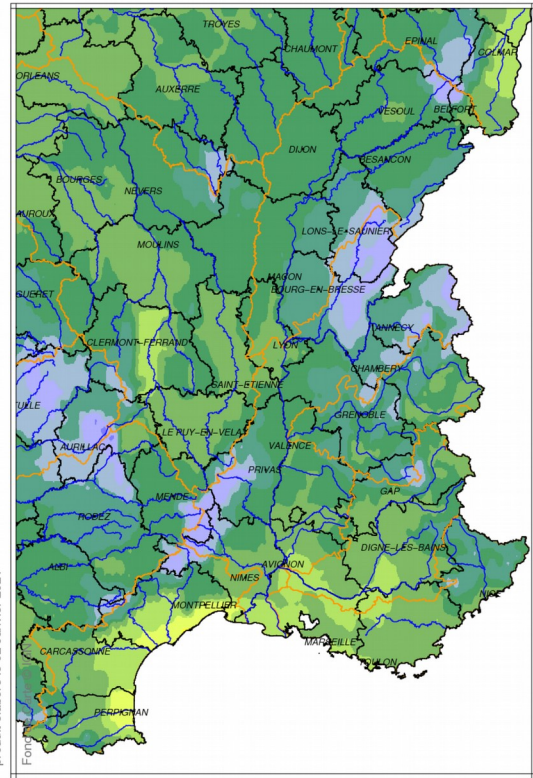 TROYES
CHAUMONT
EPINAL
COLMAR
ORLEANS
AUXERRE
VESOUL
BELFORT
DIJON
BESANCON
BOURGES
NEVERS
AUROUX
LONS-LE-SAUNIER
MOULINS
MACON
BOURG-EN-BRESSE
GUERET
ANNECY
CLERMONT-FERRAND
LYON
CHAMBERY
SAINT-ETIENNE
TULLE
GRENOBLE
LE PUY-EN-VELAY
AURILLAC
VALENCE
PRIVAS
GAP
MENDE
RODEZ
DIGNE-LES-BAINS
ALBI
AVIGNON
NIMES
NICE
MONTPELLIER
MARSEILLE
CARCASSONNE
TOULON
PERPIGNAN
Fond